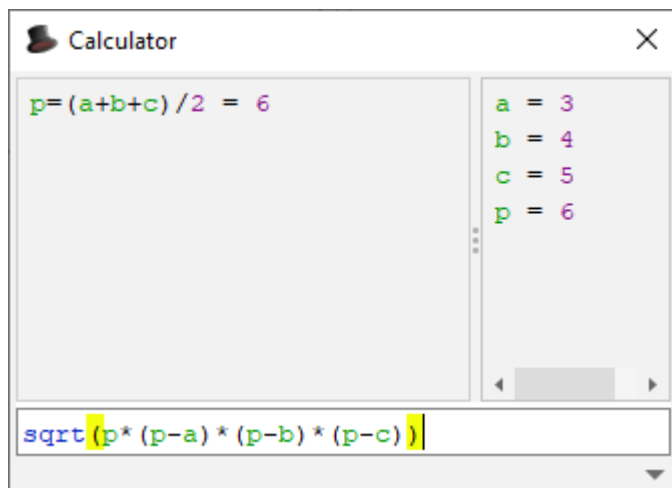 Calculator
p=(a+b+c)/2 = 6
a = 3
b = 4
c = 5
p = 6
sqrt(p*(p-a)*(p-b)*(p-c))